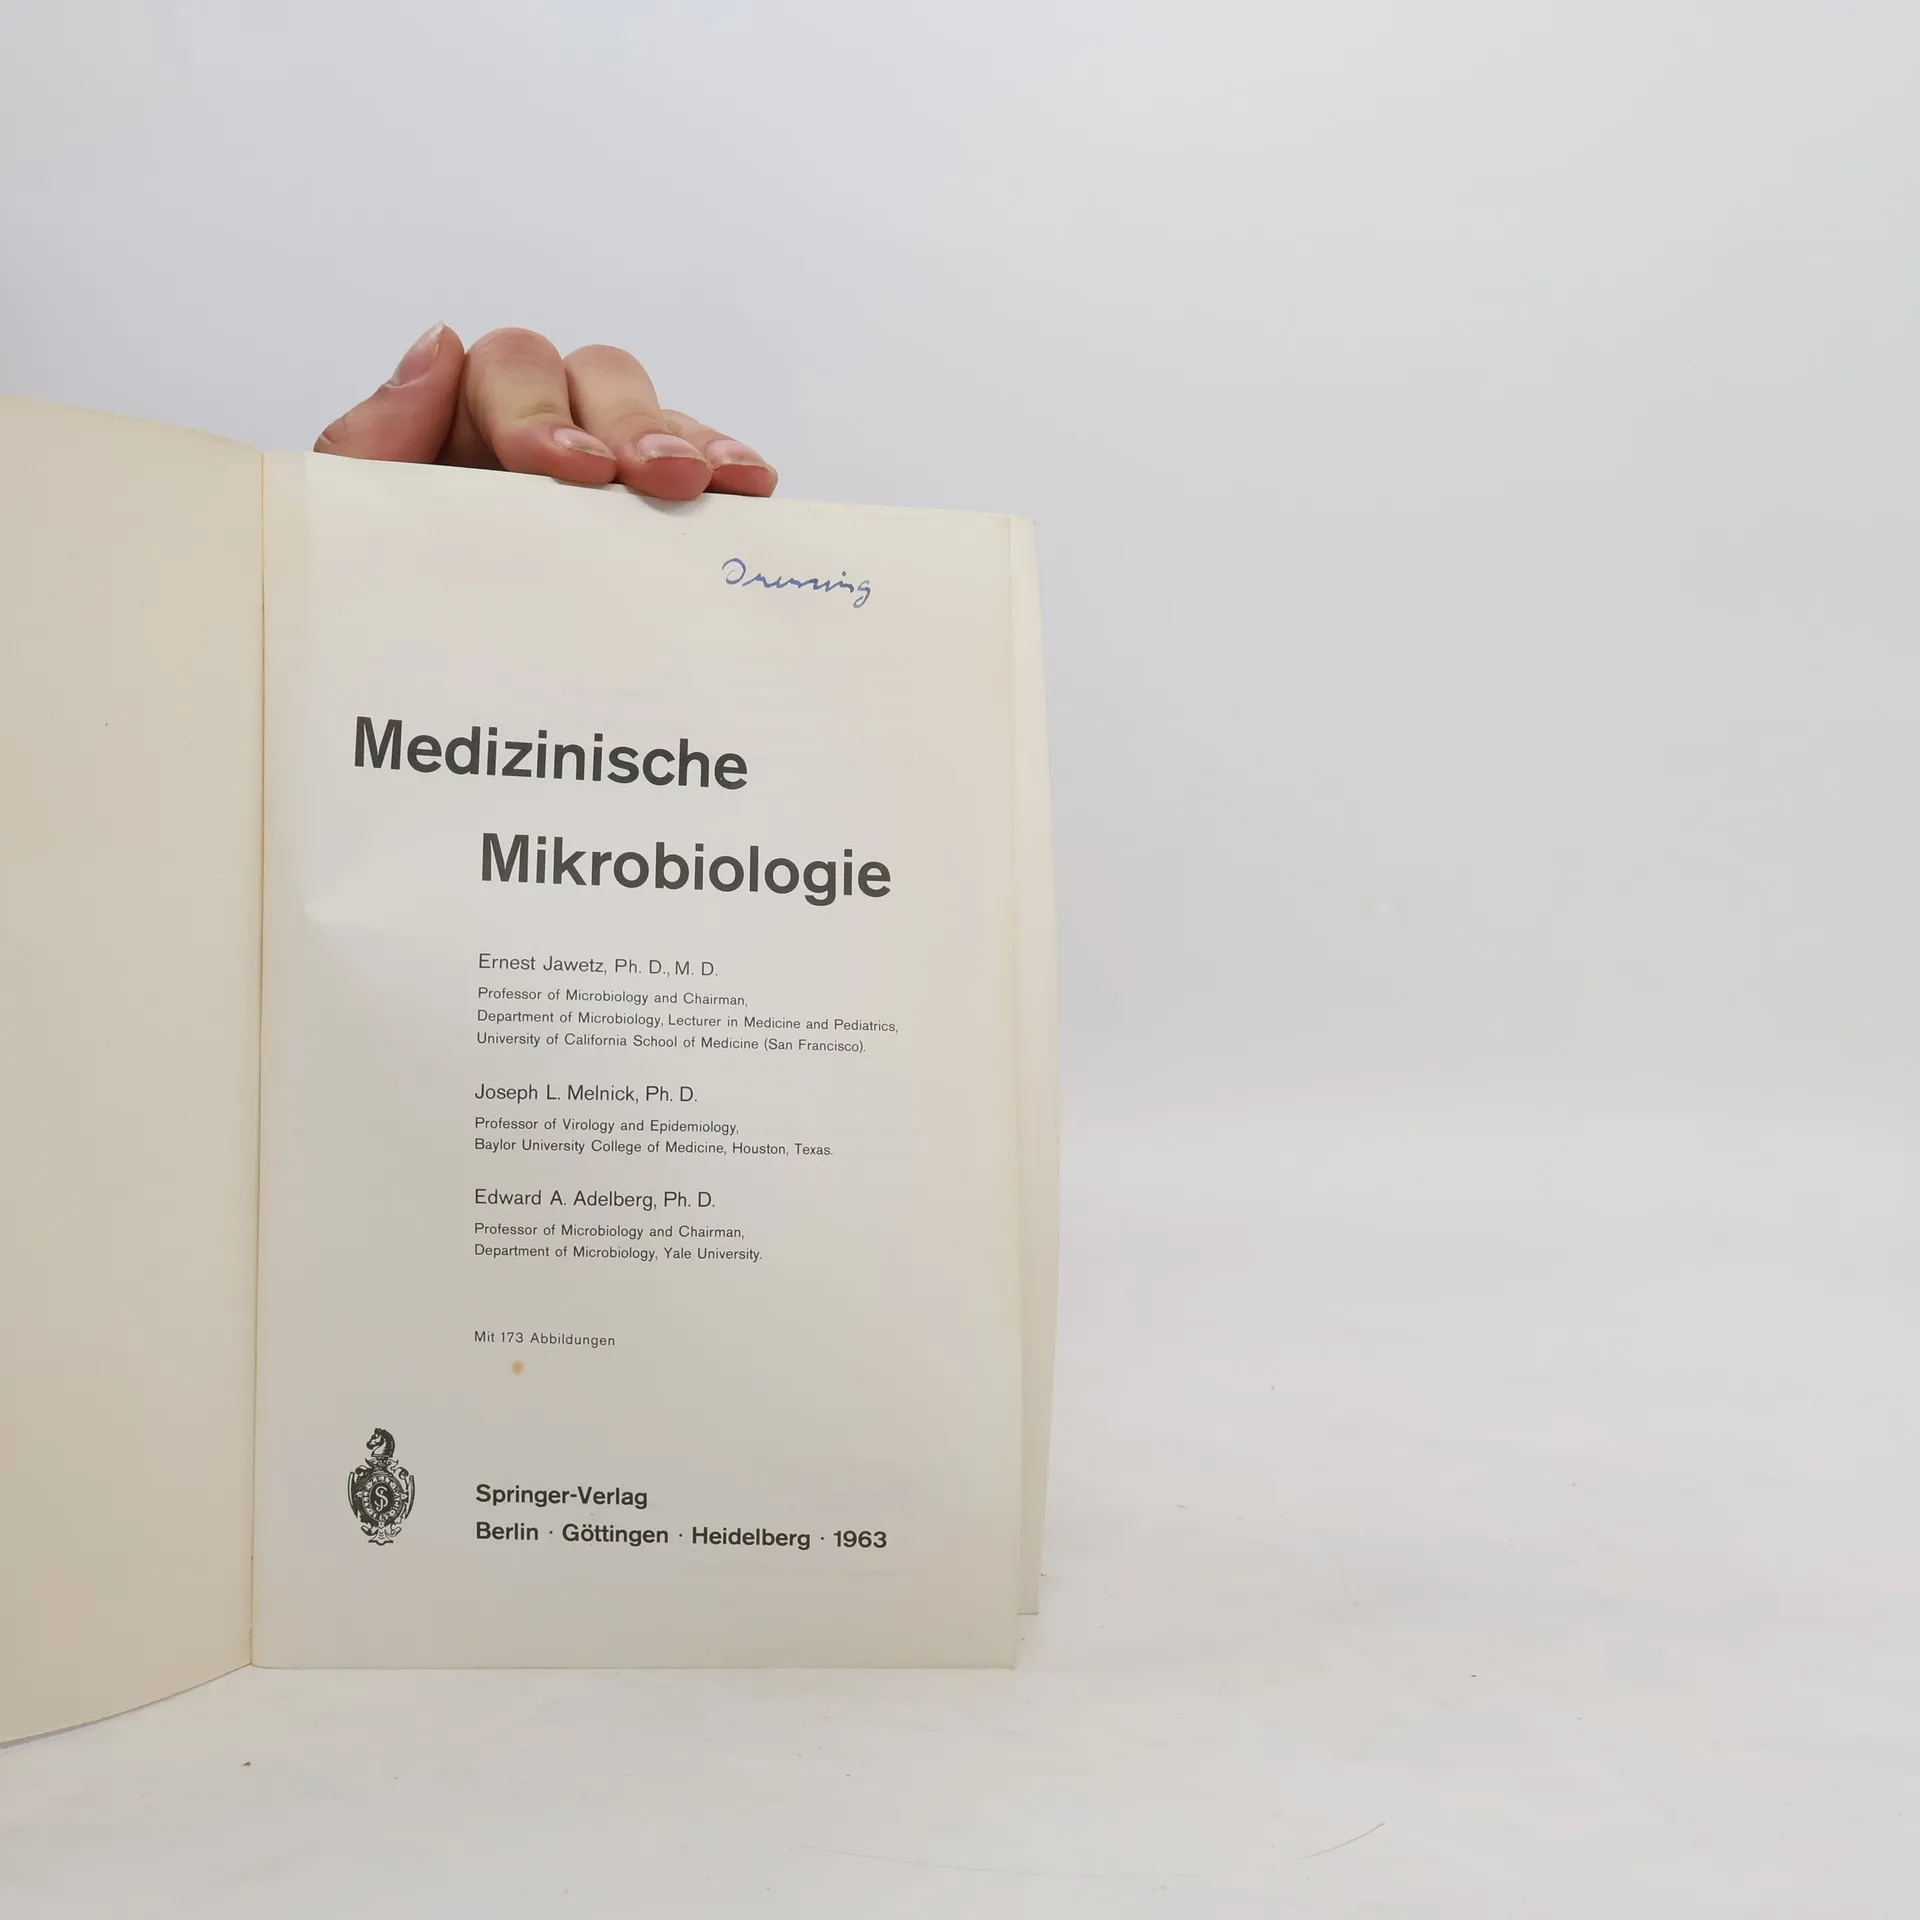 Medizinische
Mikrobiologie
Ernest Jawetz, Ph. D., M. D.
Professor of Microbiology and Chairman,
Department of Microbiology, Lecturer in Medicine and Pediatrics,
University of California School of Medicine (San Francisco).
Joseph L. Melnick, Ph. D.
Professor of Virology and Epidemiology,
Baylor University College of Medicine, Houston, Texas.
Edward A. Adelberg, Ph. D.
Professor of Microbiology and Chairman,
Department of Microbiology, Yale University.
Mit 173 Abbildungen
Springer-Verlag
Berlin · Göttingen · Heidelberg · 1963